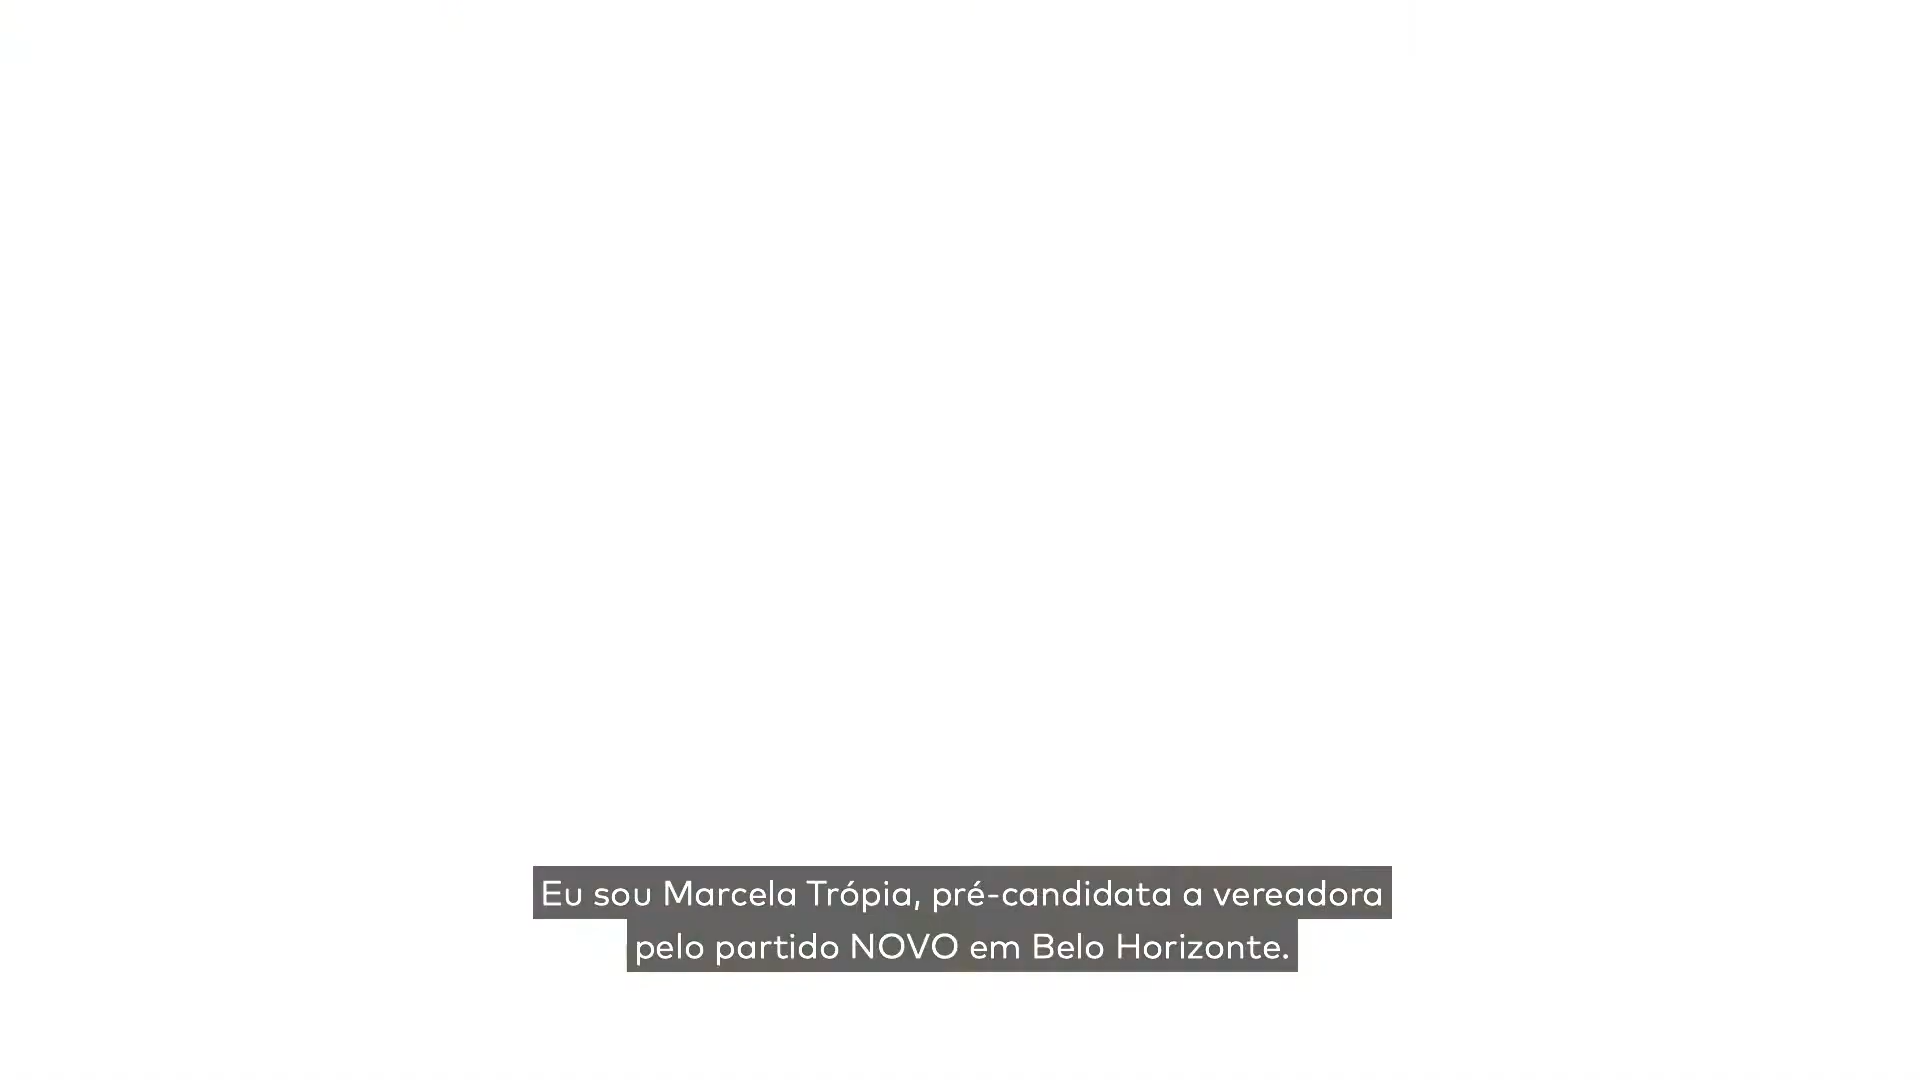 Eu sou Marcela Trópia, pré-candidata a vereadora
pelo partido NOVO em Belo Horizonte.